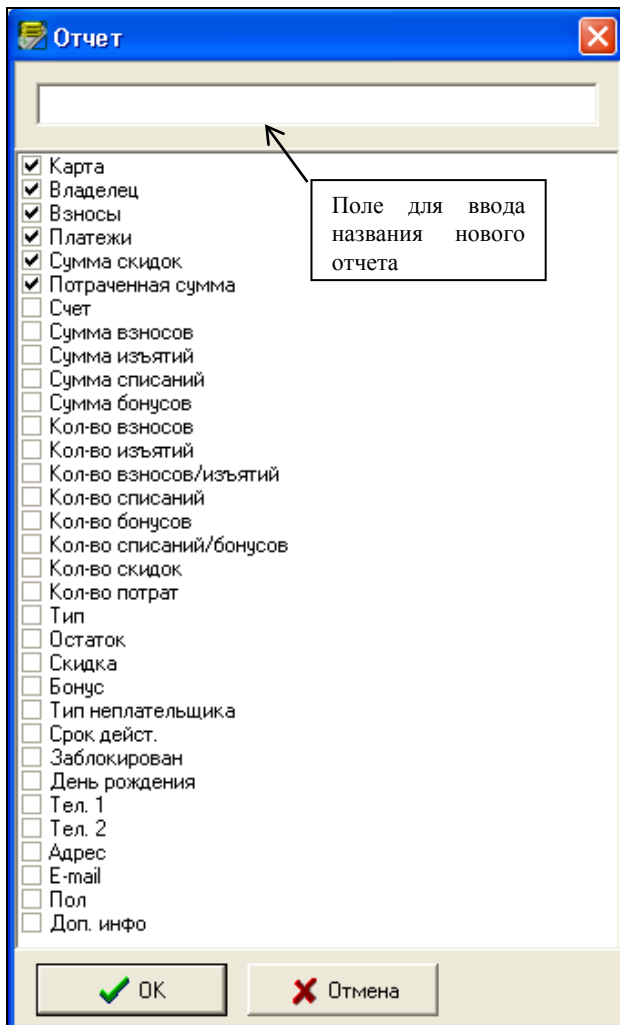 Отчет
Поле для ввода
названия нового
отчета
Карта
Владелец
Взносы
Платежи
Сумма скидок
Потраченная сумма
Счет
Сумма взносов
Сумма изъятий
Сумма списаний
Сумма бонусов
Кол-во взносов
Кол-во изъятий
Кол-во взносов/изъятий
Кол-во списаний
Кол-во бонусов
Кол-во списаний/бонусов
Кол-во скидок
Кол-во потрат
Тип
Остаток
Скидка
Бонус
Тип неплательщика
Срок дейст.
Заблокирован
День рождения
Тел. 1
Тел. 2
Адрес
E-mail
Пол
Доп. инфо
OK
Отмена